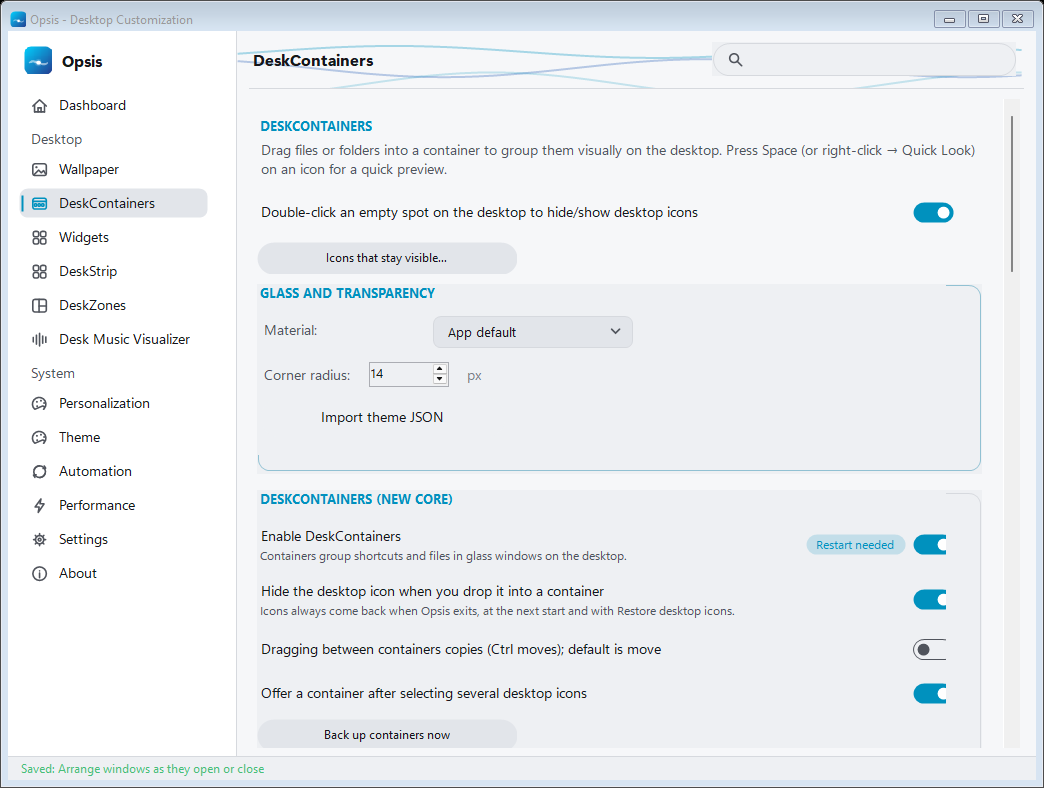 Opsis - Desktop Customization
Opsis
DeskContainers
Dashboard
Desktop
Wallpaper
DeskContainers
Widgets
DeskStrip
DeskZones
Desk Music Visualizer
System
Personalization
Theme
Automation
Performance
Settings
About
DESKCONTAINERS
Drag files or folders into a container to group them visually on the desktop. Press Space (or right-click → Quick Look)
on an icon for a quick preview.
Double-click an empty spot on the desktop to hide/show desktop icons
Icons that stay visible...
GLASS AND TRANSPARENCY
Material: App default
Corner radius: 14 px
Import theme JSON
DESKCONTAINERS (NEW CORE)
Enable DeskContainers
Restart needed
Containers group shortcuts and files in glass windows on the desktop.
Hide the desktop icon when you drop it into a container
Icons always come back when Opsis exits, at the next start and with Restore desktop icons.
Dragging between containers copies (Ctrl moves); default is move
Offer a container after selecting several desktop icons
Back up containers now
Saved: Arrange windows as they open or close